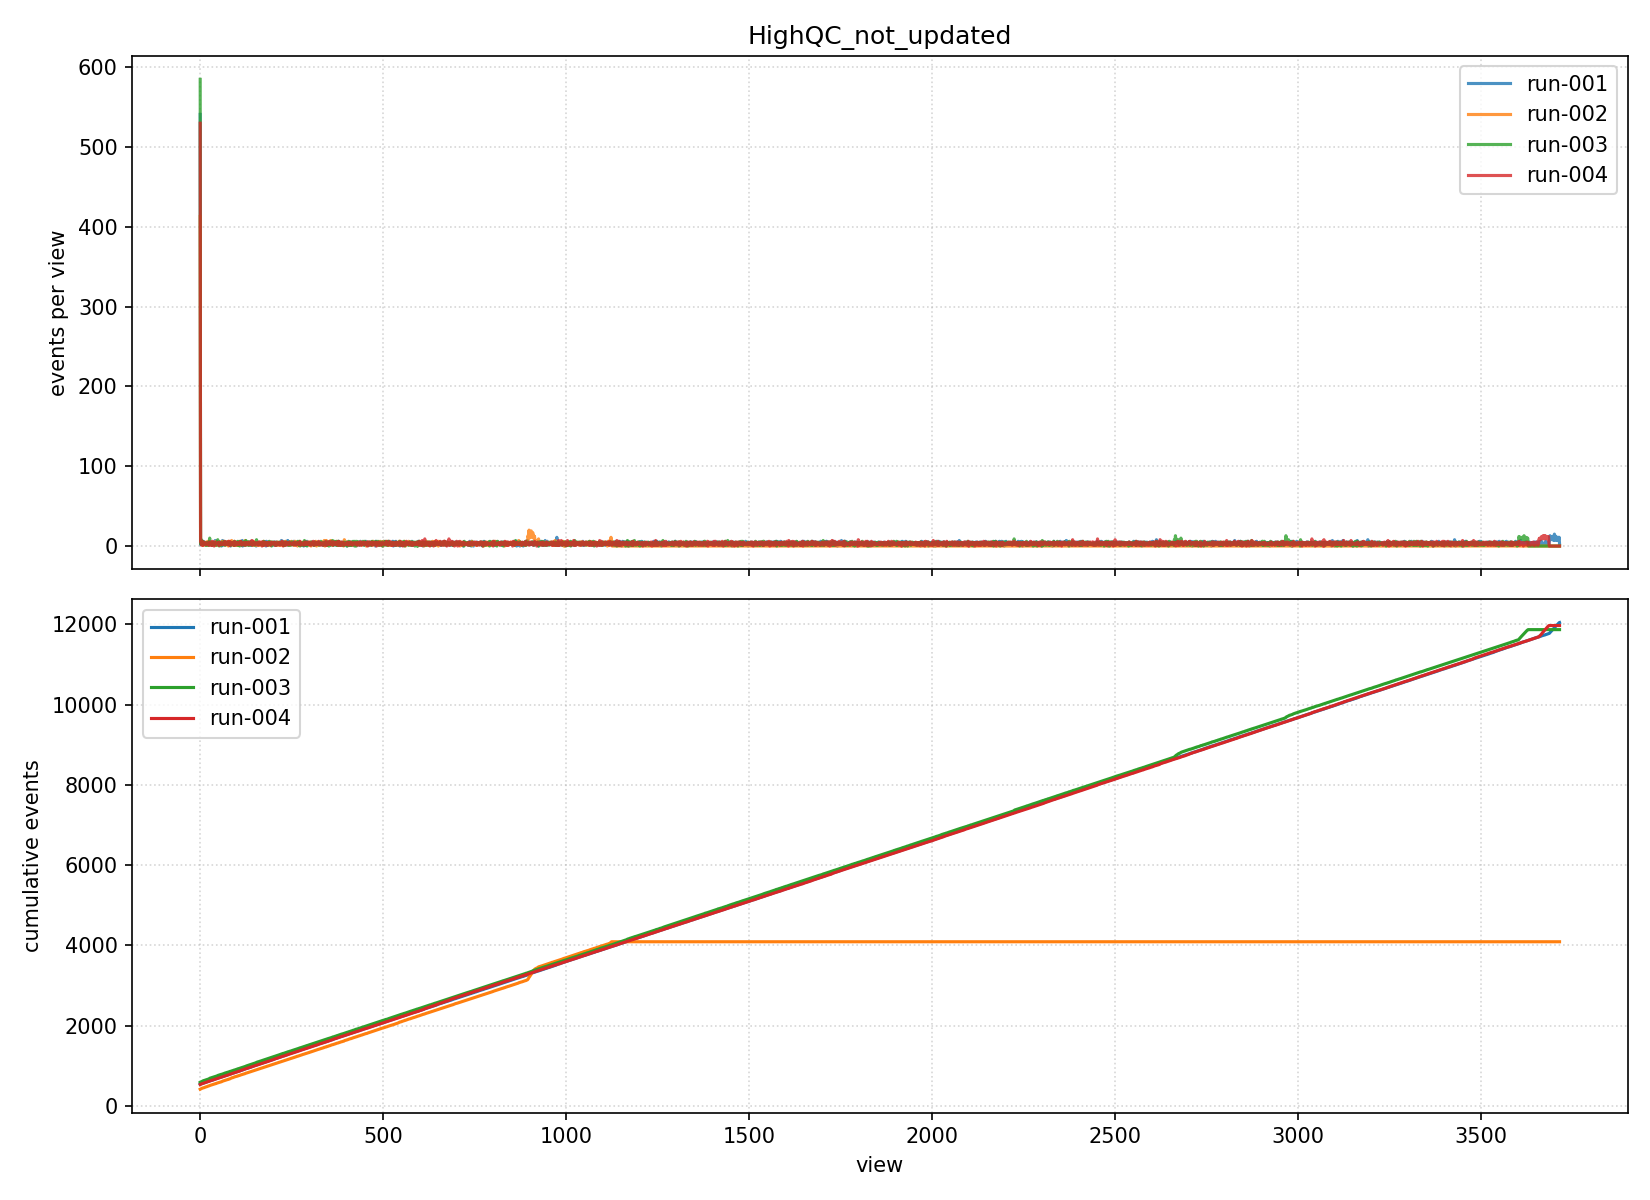 HighQC_not_updated
events per view
600
500
400
300
200
100
0
run-001
run-002
run-003
run-004
cumulative events
12000
10000
8000
6000
4000
2000
0
run-001
run-002
run-003
run-004
0 500 1000 1500 2000 2500 3000 3500
view